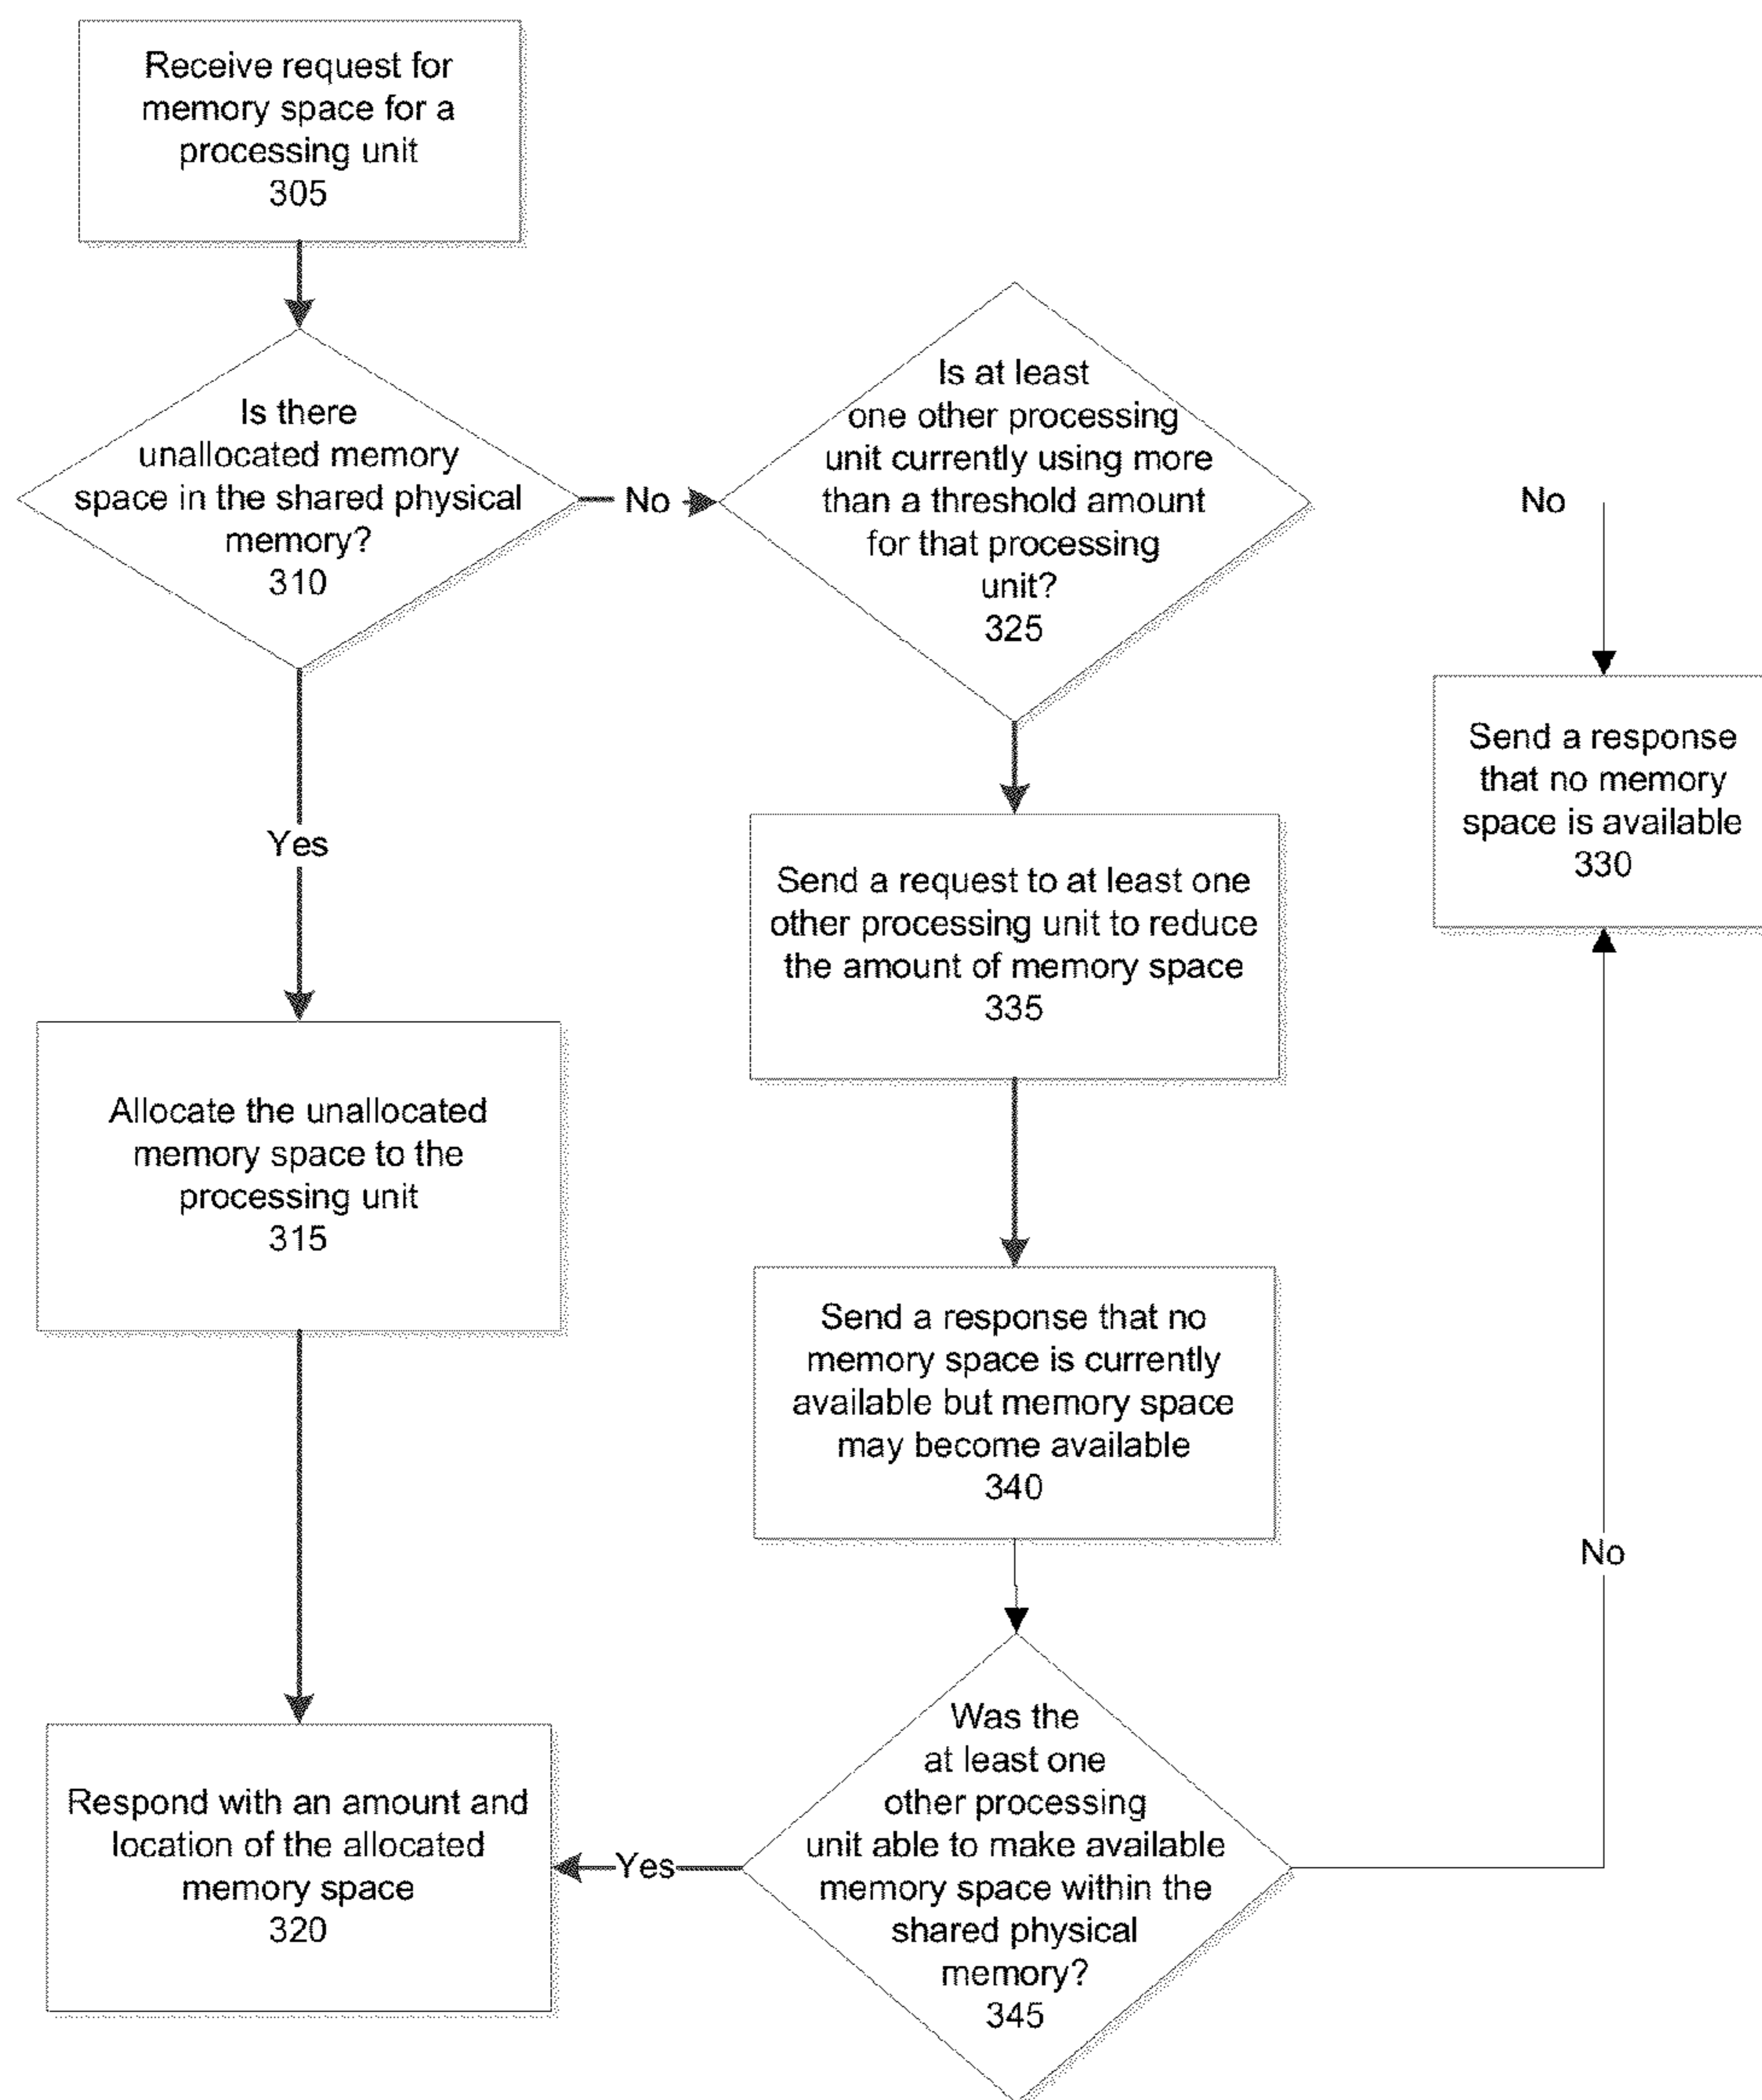 Receive request for
memory space for a
processing unit
305
Is there
unallocated memory
space in the shared physical
memory?
310
No
Is at least
one other processing
unit currently using more
than a threshold amount
for that processing
unit?
325
No
Send a response
that no memory
space is available
330
Yes
Send a request to at least one
other processing unit to reduce
the amount of memory space
335
Allocate the unallocated
memory space to the
processing unit
315
Send a response that no
memory space is currently
available but memory space
may become available
340
No
Was the
at least one
other processing
unit able to make available
memory space within the
shared physical
memory?
345
Yes
Respond with an amount and
location of the allocated
memory space
320